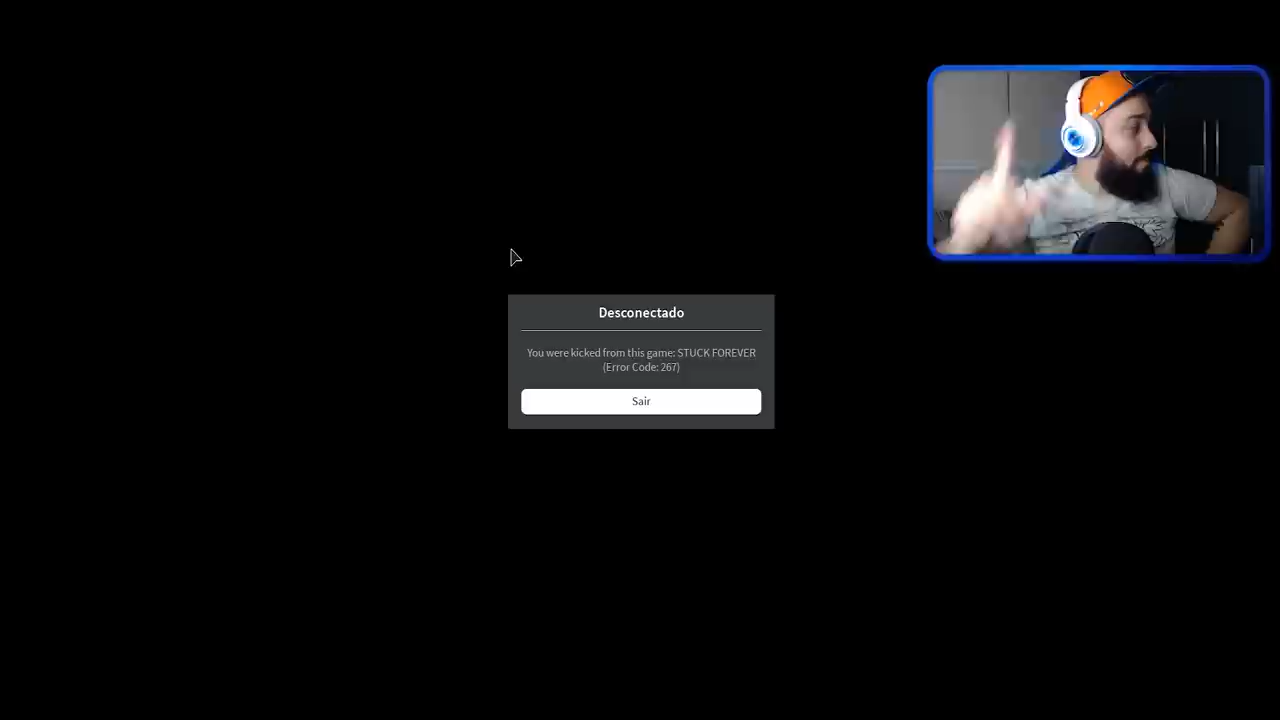 Desconectado
You were kicked from this game: STUCK FOREVER
(Error Code: 267)
Sair